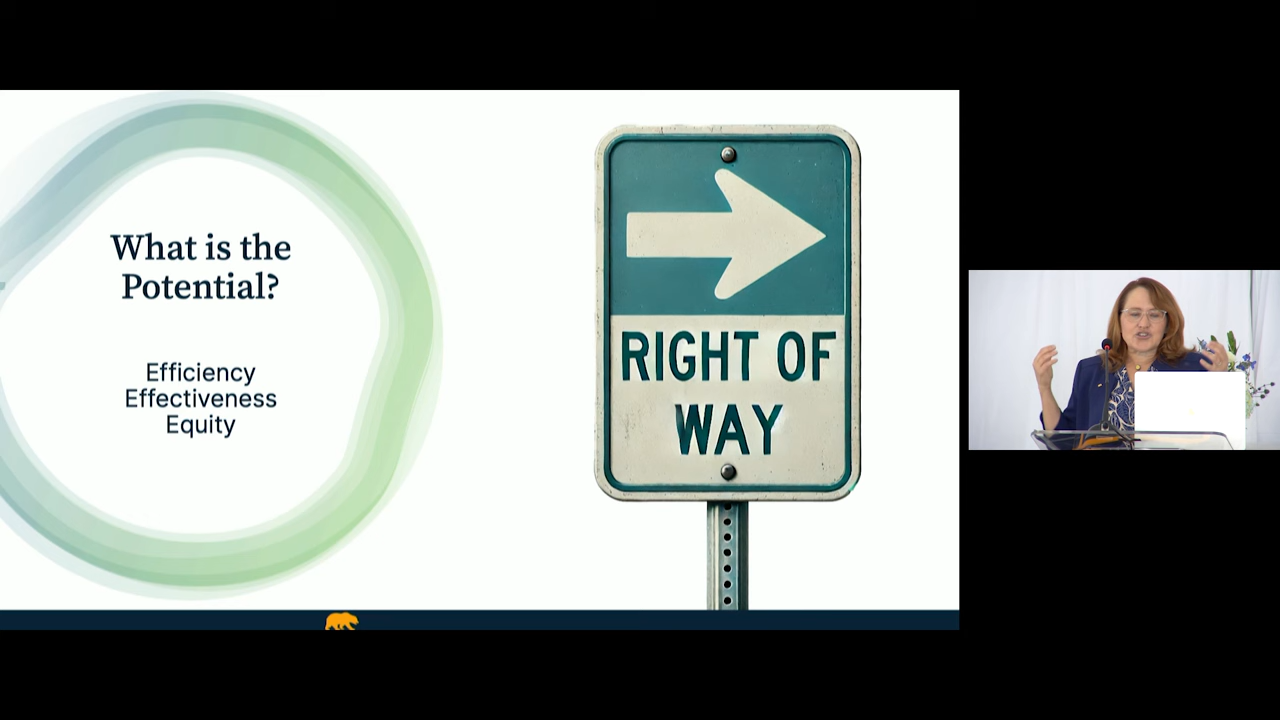 What is the
Potential?
Efficiency
Effectiveness
Equity
RIGHT OF
WAY